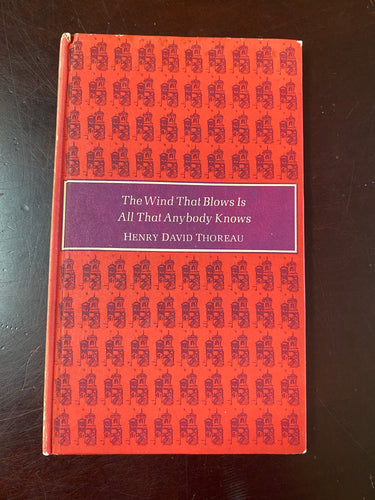 The Wind That Blows Is
All That Anybody Knows
HENRY DAVID THOREAU